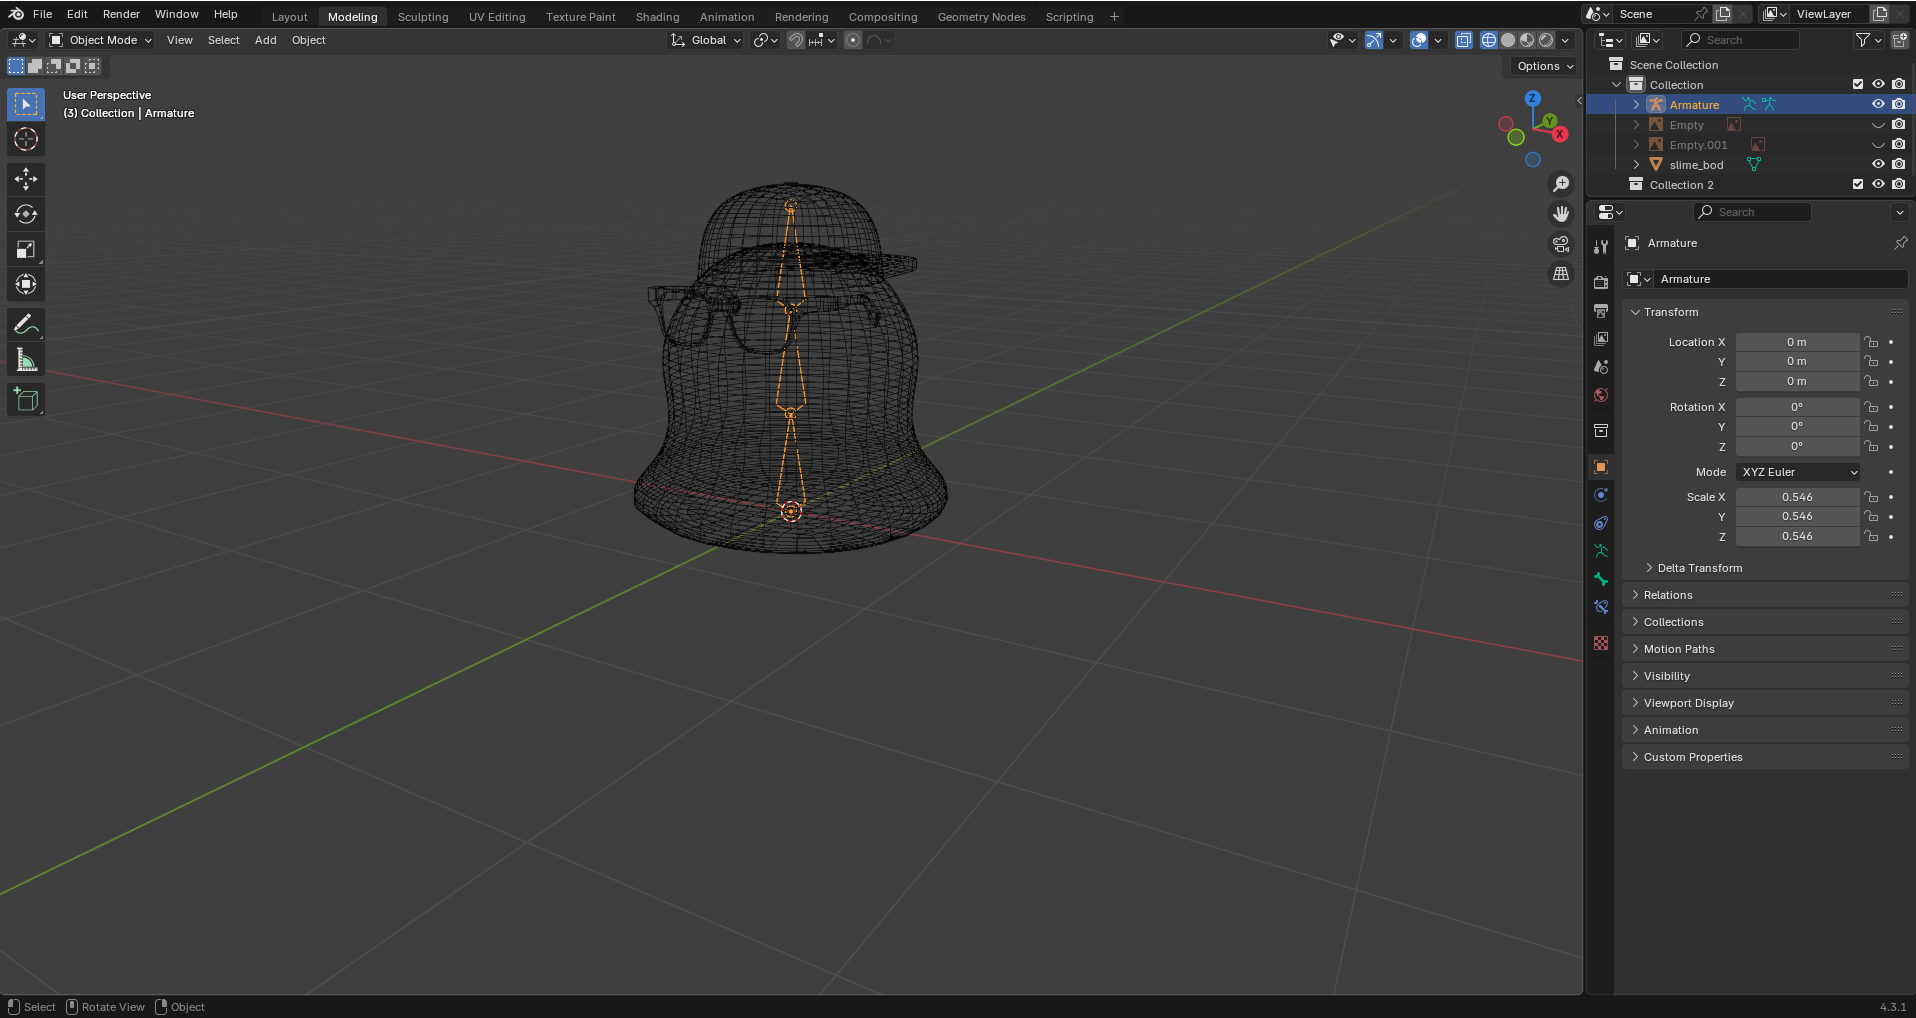 File Edit Render Window Help Layout Modeling Sculpting UV Editing Texture Paint Shading Animation Rendering Compositing Geometry Nodes Scripting + Scene ViewLayer
Object Mode View Select Add Object Global Search
Options
User Perspective
(3) Collection | Armature
Z
Y
X
Scene Collection
Collection
Armature
Empty
Empty.001
slime_bod
Collection 2
Search
Armature
Armature
Transform
Location X 0 m
Y 0 m
Z 0 m
Rotation X 0°
Y 0°
Z 0°
Mode XYZ Euler
Scale X 0.546
Y 0.546
Z 0.546
Delta Transform
Relations
Collections
Motion Paths
Visibility
Viewport Display
Animation
Custom Properties
Select Rotate View Object 4.3.1